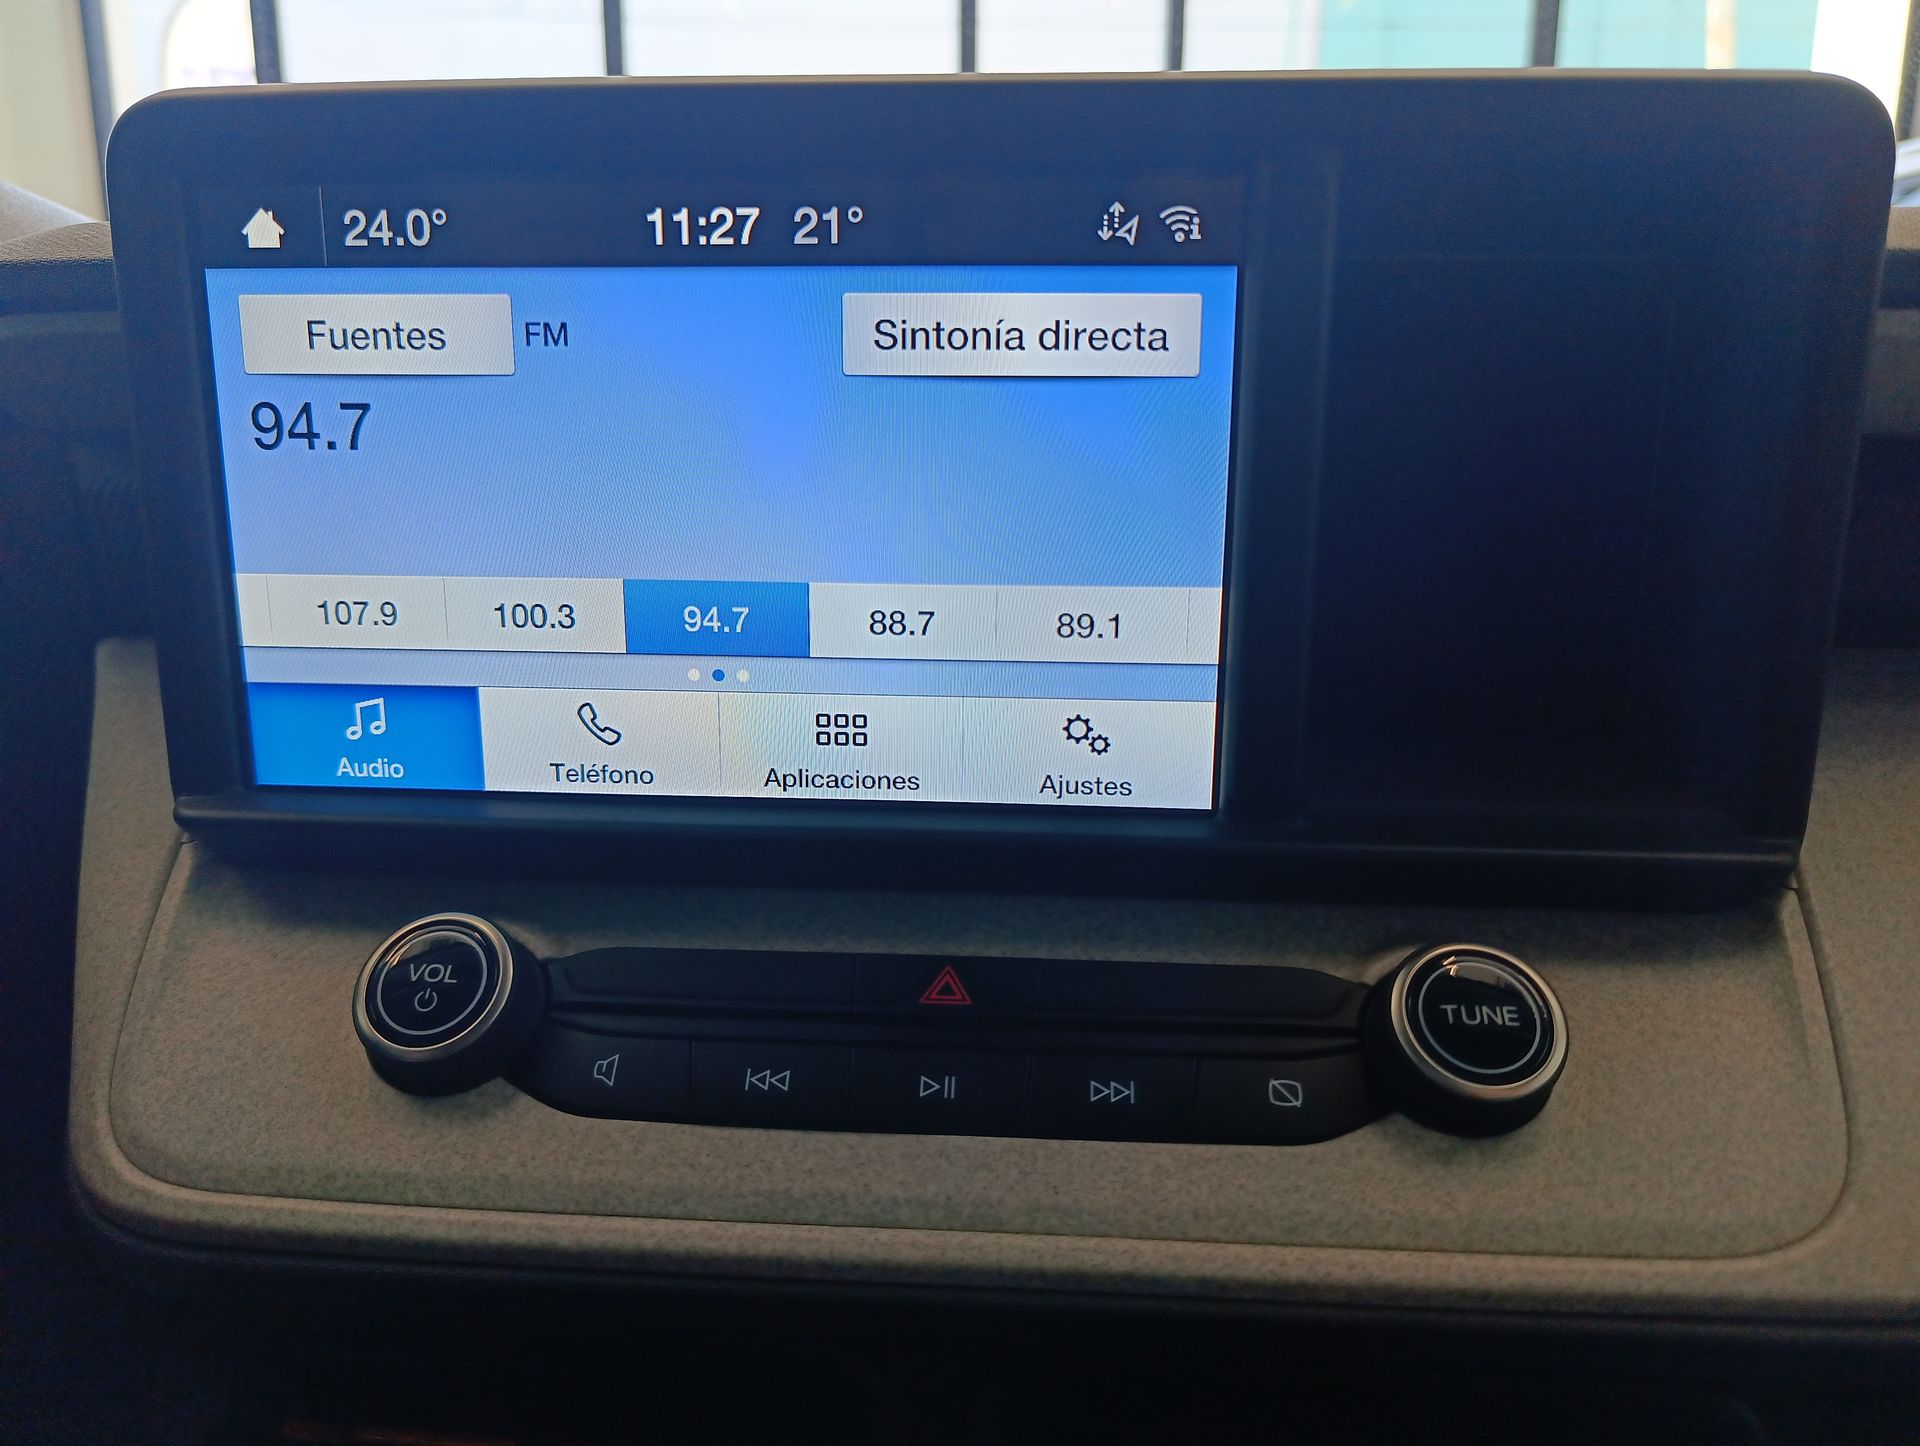 24.0° 11:27 21°
Fuentes FM Sintonía directa
94.7
107.9 100.3 94.7 88.7 89.1
Audio Teléfono Aplicaciones Ajustes
VOL TUNE